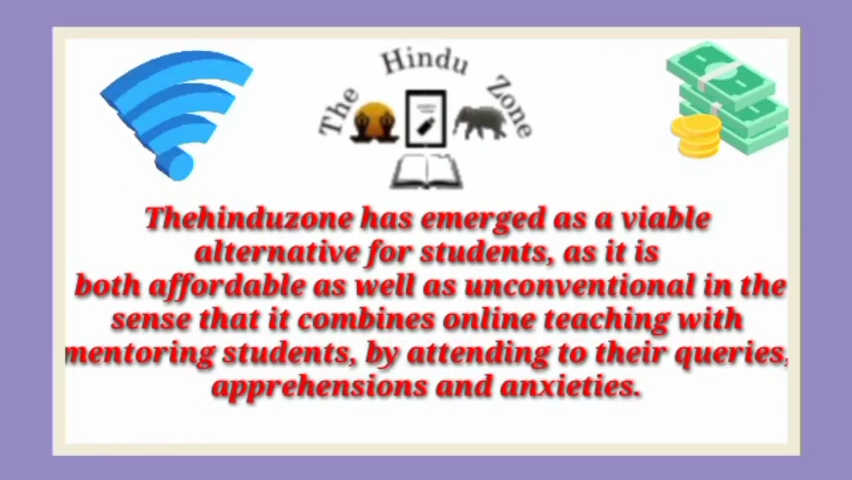 The Hindu Zone
Thehinduzone has emerged as a viable
alternative for students, as it is
both affordable as well as unconventional in the
sense that it combines online teaching with
mentoring students, by attending to their queries,
apprehensions and anxieties.